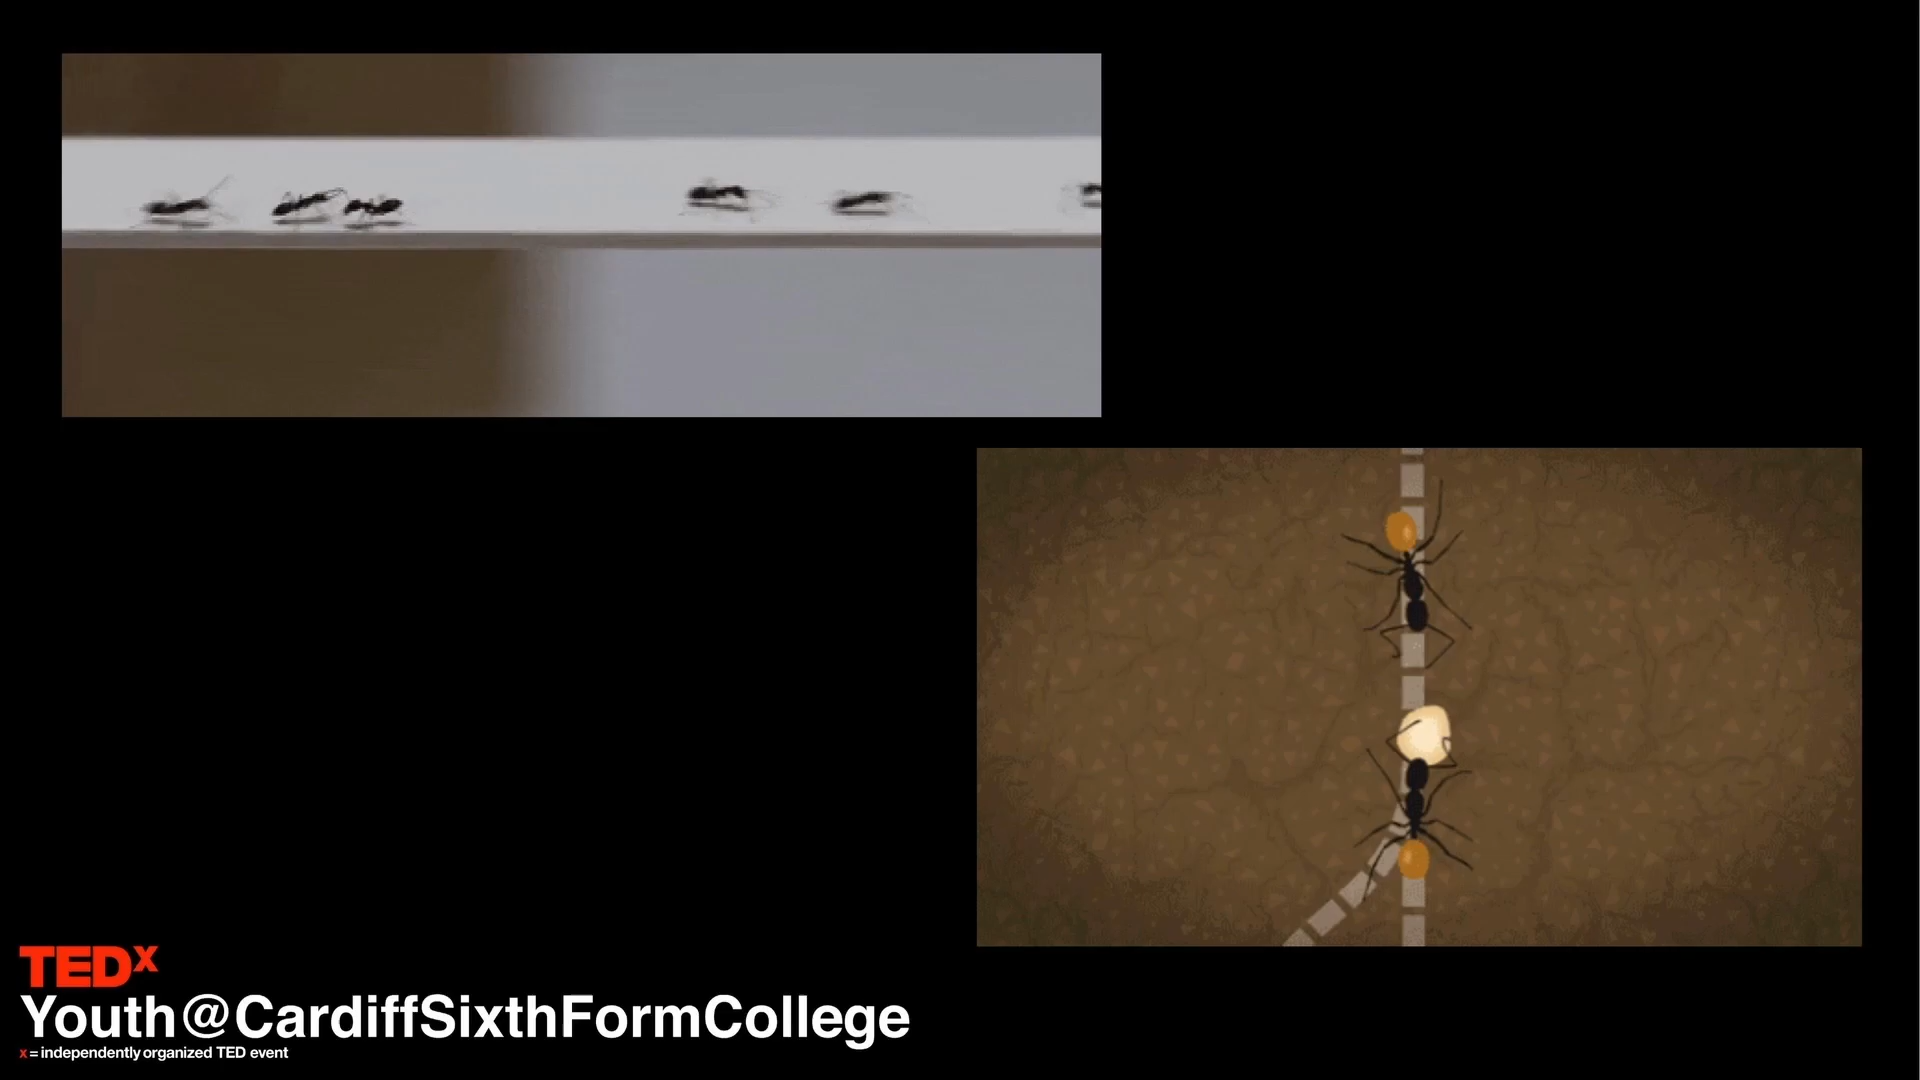 TEDx
Youth@CardiffSixthFormCollege
x = independently organized TED event